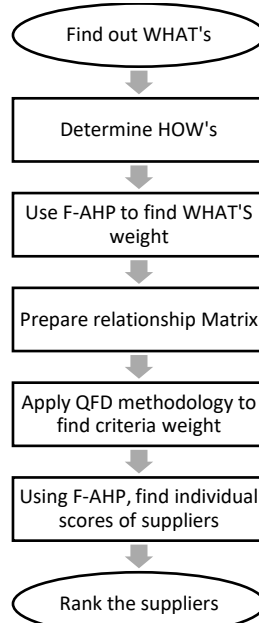 Find out WHAT's
Determine HOW's
Use F-AHP to find WHAT'S
weight
Prepare relationship Matrix
Apply QFD methodology to
find criteria weight
Using F-AHP, find individual
scores of suppliers
Rank the suppliers